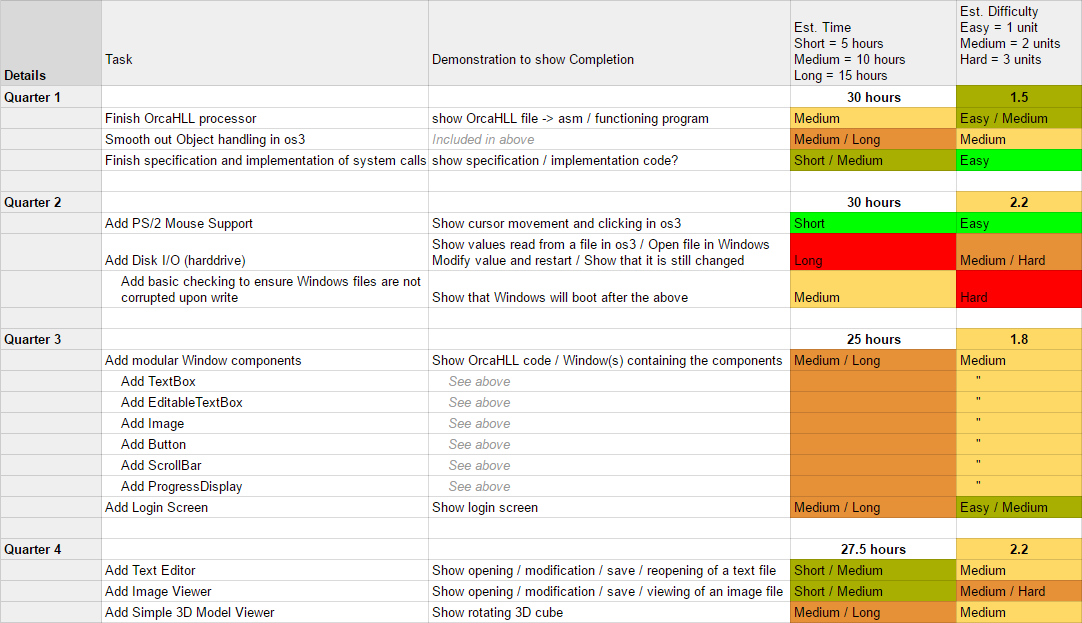 Details
Task
Demonstration to show Completion
Est. Time
Short = 5 hours
Medium = 10 hours
Long = 15 hours
Est. Difficulty
Easy = 1 unit
Medium = 2 units
Hard = 3 units
Quarter 1 30 hours 1.5
Finish OrcaHLL processor show OrcaHLL file -> asm / functioning program Medium Easy / Medium
Smooth out Object handling in os3 Included in above Medium / Long Medium
Finish specification and implementation of system calls show specification / implementation code? Short / Medium Easy
Quarter 2 30 hours 2.2
Add PS/2 Mouse Support Show cursor movement and clicking in os3 Short Easy
Add Disk I/O (harddrive)
Show values read from a file in os3 / Open file in Windows
Modify value and restart / Show that it is still changed
Long Medium / Hard
Add basic checking to ensure Windows files are not
corrupted upon write
Show that Windows will boot after the above Medium Hard
Quarter 3 25 hours 1.8
Add modular Window components Show OrcaHLL code / Window(s) containing the components Medium / Long Medium
Add TextBox See above "
Add EditableTextBox See above "
Add Image See above "
Add Button See above "
Add ScrollBar See above "
Add ProgressDisplay See above "
Add Login Screen Show login screen Medium / Long Easy / Medium
Quarter 4 27.5 hours 2.2
Add Text Editor Show opening / modification / save / reopening of a text file Short / Medium Medium
Add Image Viewer Show opening / modification / save / viewing of an image file Short / Medium Medium / Hard
Add Simple 3D Model Viewer Show rotating 3D cube Medium / Long Medium